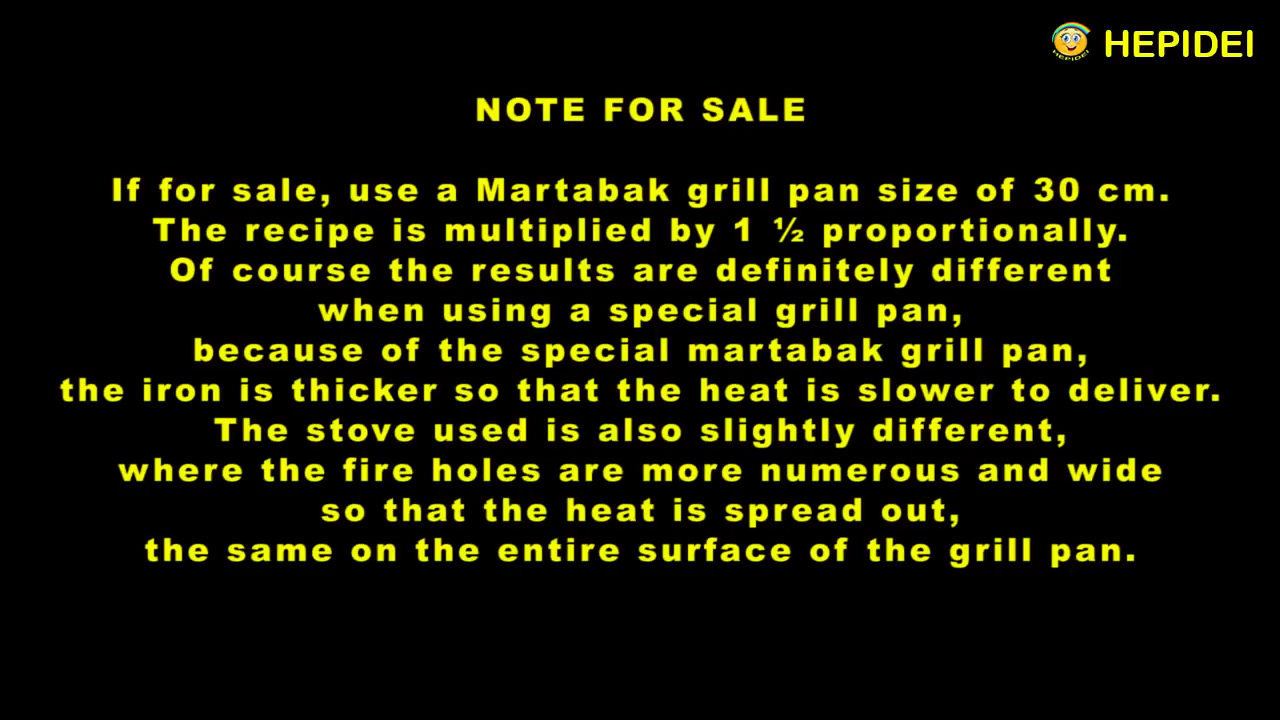 HEPIDEI
HEPIDEI
NOTE FOR SALE
If for sale, use a Martabak grill pan size of 30 cm.
The recipe is multiplied by 1 ½ proportionally.
Of course the results are definitely different
when using a special grill pan,
because of the special martabak grill pan,
the iron is thicker so that the heat is slower to deliver.
The stove used is also slightly different,
where the fire holes are more numerous and wide
so that the heat is spread out,
the same on the entire surface of the grill pan.